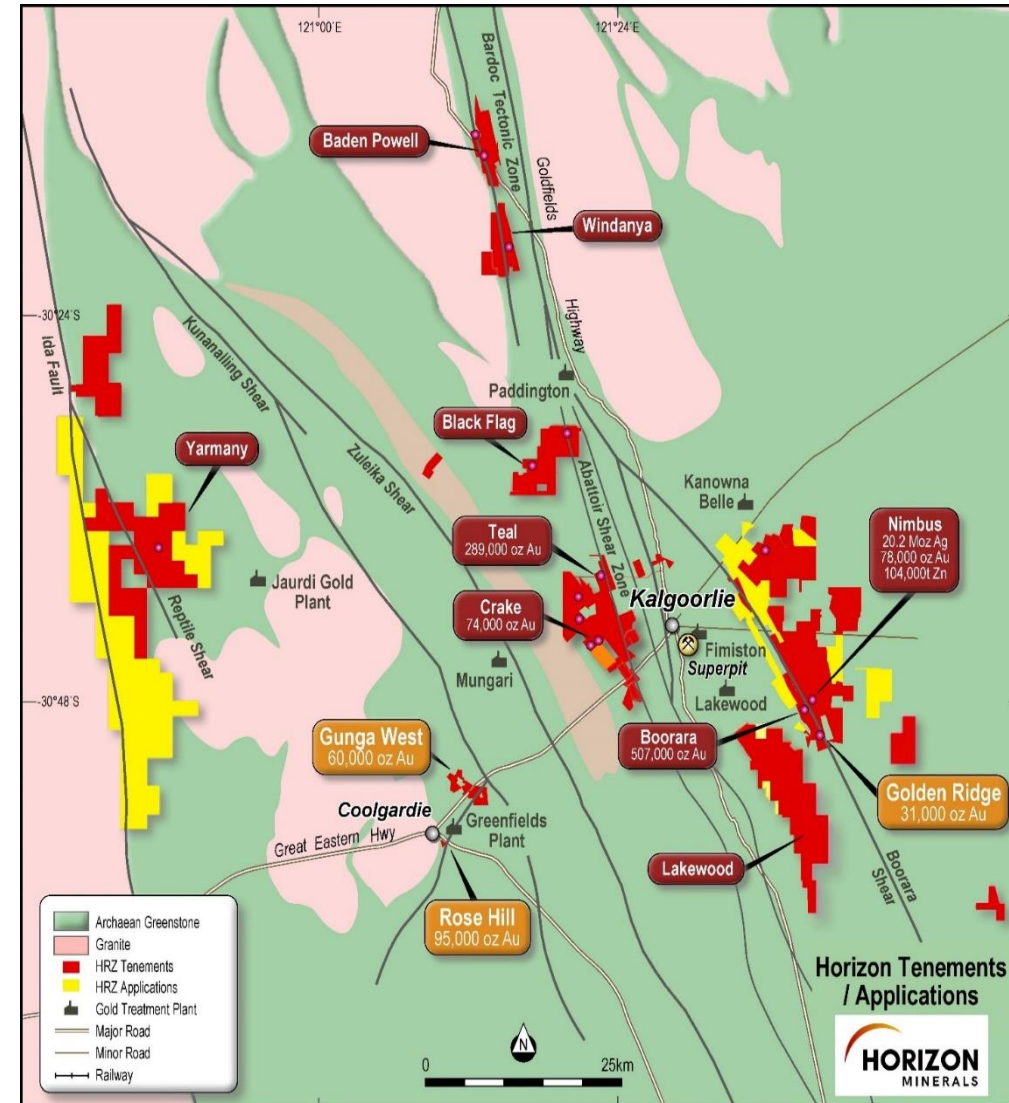 121°00´E
121°24´E
Bardoc Tectonic Zone
Baden Powell
Goldfields
Highway
Windanya
-30°24´S
Ida Fault
Kunanalling Shear
Zuleika Shear
Paddington
Black Flag
Yarmany
Abattoir Shear Zone
Kanowna
Belle
Teal
289,000 oz Au
Nimbus
20.2 Moz Ag
78,000 oz Au
104,000t Zn
Jaurdi Gold
Plant
Reptile Shear
Crake
74,000 oz Au
Kalgoorlie
Fimiston
Superpit
Mungari
Lakewood
-30°48´S
Gunga West
60,000 oz Au
Boorara
507,000 oz Au
Golden Ridge
31,000 oz Au
Coolgardie
Greenfields
Plant
Great Eastern Hwy
Lakewood
Boorara
Shear
Rose Hill
95,000 oz Au
Archaean Greenstone
Granite
HRZ Tenements
HRZ Applications
Gold Treatment Plant
Major Road
Minor Road
Railway
N
0
25km
Horizon Tenements
/ Applications
HORIZON
MINERALS